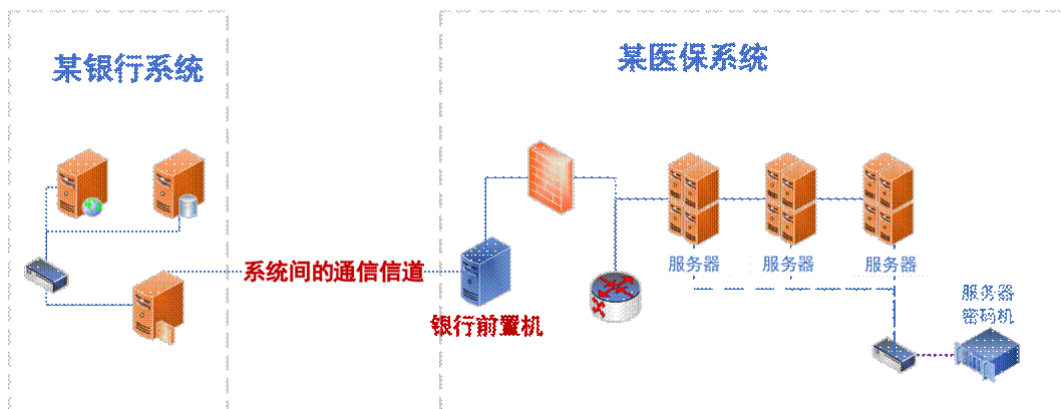 某银行系统
某医保系统
系统间的通信信道
银行前置机
服务器
服务器
服务器
服务器
密码机